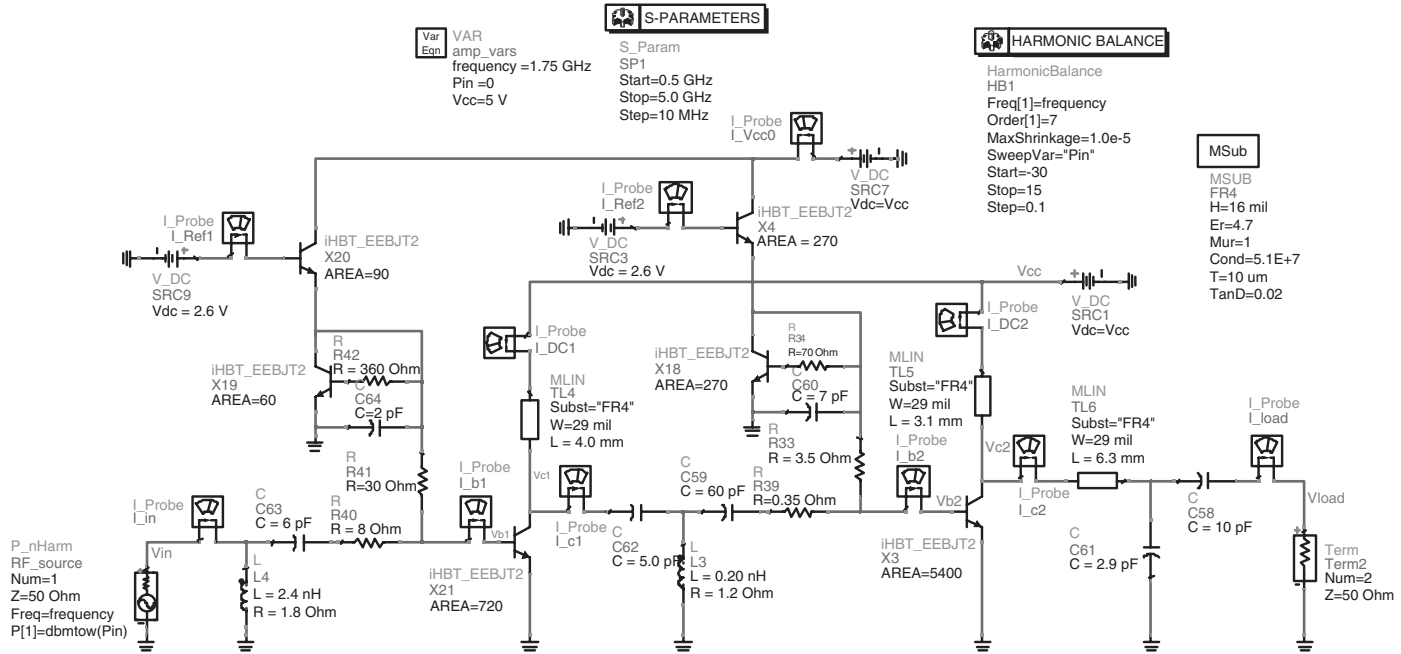 S-PARAMETERS
S_Param
SP1
Start=0.5 GHz
Stop=5.0 GHz
Step=10 MHz
Var
Eqn
VAR
amp_vars
frequency =1.75 GHz
Pin =0
Vcc=5 V
HARMONIC BALANCE
HarmonicBalance
HB1
Freq[1]=frequency
Order[1]=7
MaxShrinkage=1.0e-5
SweepVar="Pin"
Start=-30
Stop=15
Step=0.1
MSub
MSUB
FR4
H=16 mil
Er=4.7
Mur=1
Cond=5.1E+7
T=10 um
TanD=0.02
I_Probe
I_Vcc0
V_DC
SRC7
Vdc=Vcc
I_Probe
I_Ref1
V_DC
SRC9
Vdc = 2.6 V
iHBT_EEBJT2
X20
AREA=90
I_Probe
I_Ref2
V_DC
SRC3
Vdc = 2.6 V
iHBT_EEBJT2
X4
AREA = 270
Vcc
V_DC
SRC1
Vdc=Vcc
I_Probe
I_DC1
I_Probe
I_DC2
iHBT_EEBJT2
X19
AREA=60
R
R42
R = 360 Ohm
C
C64
C=2 pF
R
R41
R=30 Ohm
MLIN
TL4
Subst="FR4"
W=29 mil
L = 4.0 mm
iHBT_EEBJT2
X18
AREA=270
R
R34
R=70 Ohm
C
C60
C = 7 pF
R
R33
R = 3.5 Ohm
MLIN
TL5
Subst="FR4"
W=29 mil
L = 3.1 mm
MLIN
TL6
Subst="FR4"
W=29 mil
L = 6.3 mm
I_Probe
I_load
Vload
I_Probe
I_in
Vin
P_nHarm
RF_source
Num=1
Z=50 Ohm
Freq=frequency
P[1]=dbmtow(Pin)
L
L4
L = 2.4 nH
R = 1.8 Ohm
C
C63
C = 6 pF
R
R40
R = 8 Ohm
I_Probe
I_b1
Vb1
Vc1
iHBT_EEBJT2
X21
AREA=720
I_Probe
I_c1
C
C62
C = 5.0 pF
C
C59
C = 60 pF
L
L3
L = 0.20 nH
R = 1.2 Ohm
R
R39
R=0.35 Ohm
I_Probe
I_b2
Vb2
Vc2
iHBT_EEBJT2
X3
AREA=5400
I_Probe
I_c2
C
C61
C = 2.9 pF
C
C58
C = 10 pF
Term
Term2
Num=2
Z=50 Ohm